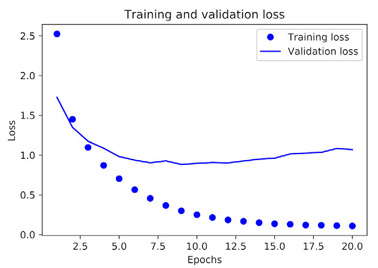 Training and validation loss
Training loss
Validation loss
Loss
2.5
2.0
1.5
1.0
0.5
0.0
2.5 5.0 7.5 10.0 12.5 15.0 17.5 20.0
Epochs